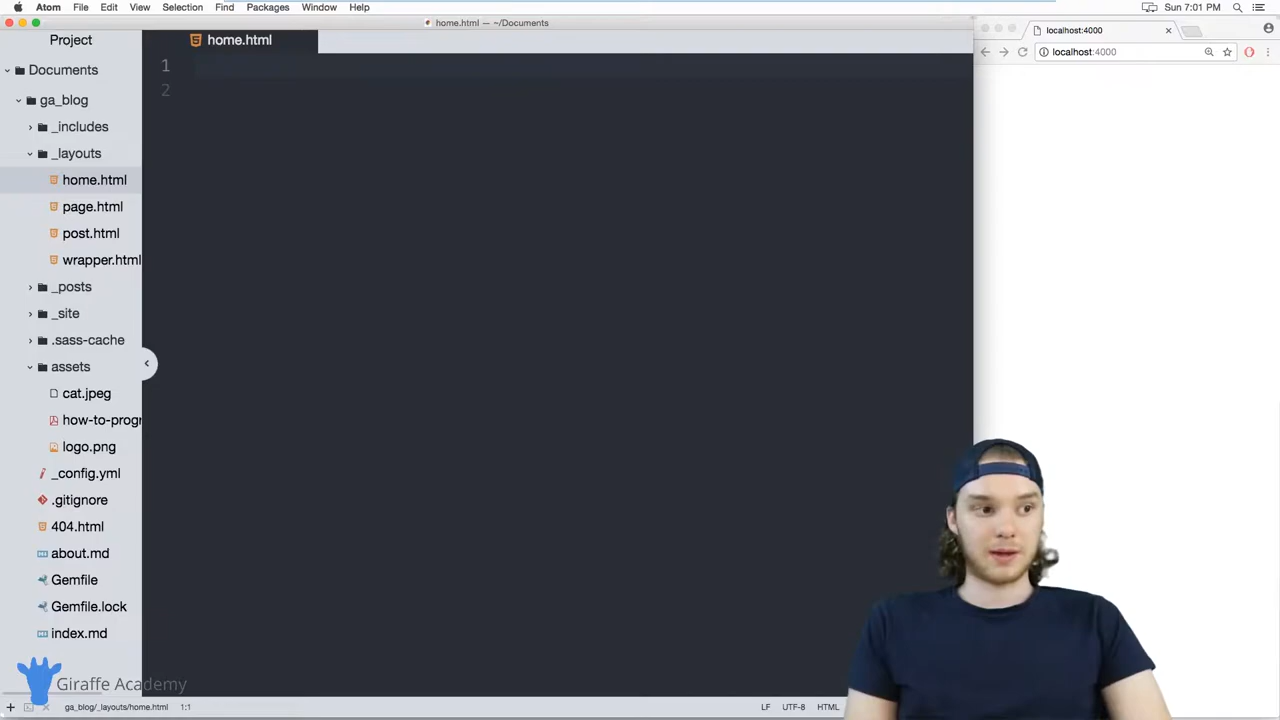 Atom File Edit View Selection Find Packages Window Help
Sun 7:01 PM
home.html — ~/Documents
Project
home.html
localhost:4000
localhost:4000
Documents
ga_blog
_includes
_layouts
home.html
page.html
post.html
wrapper.html
_posts
_site
.sass-cache
assets
cat.jpeg
how-to-progr
logo.png
_config.yml
.gitignore
404.html
about.md
Gemfile
Gemfile.lock
index.md
1
2
Giraffe Academy
ga_blog/_layouts/home.html 1:1
LF UTF-8 HTML